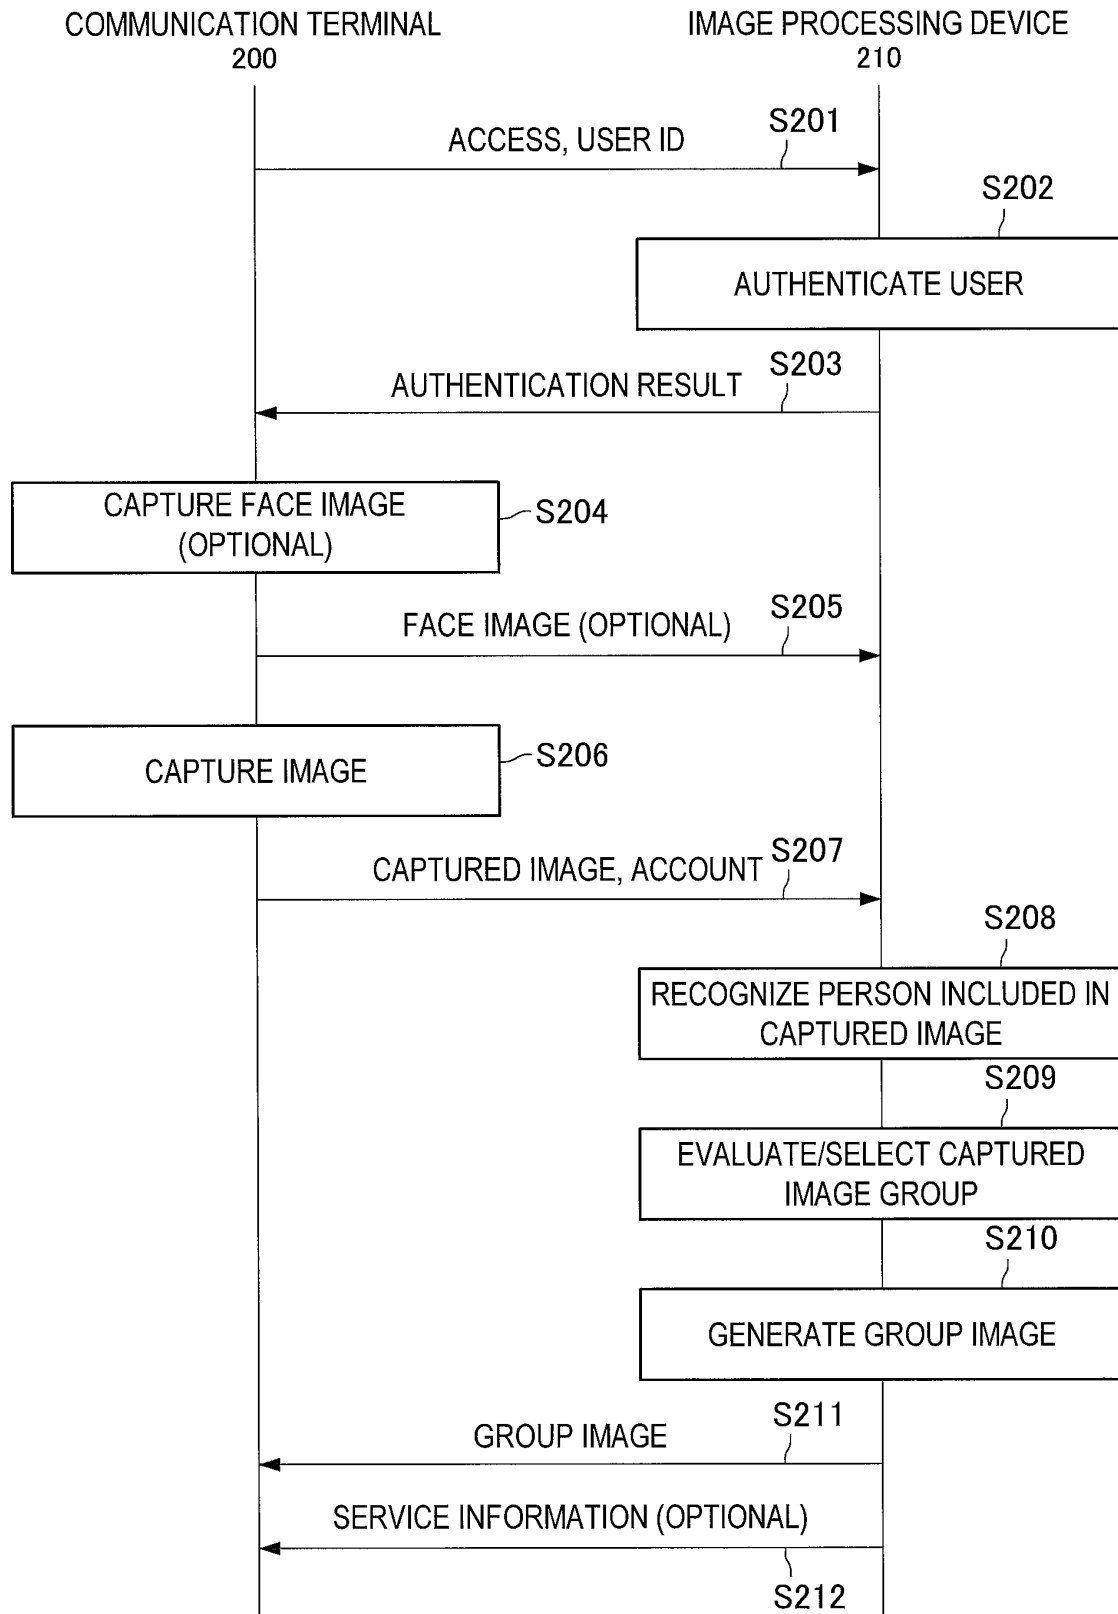 COMMUNICATION TERMINAL
200
IMAGE PROCESSING DEVICE
210
S201
ACCESS, USER ID
S202
AUTHENTICATE USER
S203
AUTHENTICATION RESULT
CAPTURE FACE IMAGE
(OPTIONAL)
S204
S205
FACE IMAGE (OPTIONAL)
CAPTURE IMAGE
S206
S207
CAPTURED IMAGE, ACCOUNT
S208
RECOGNIZE PERSON INCLUDED IN
CAPTURED IMAGE
S209
EVALUATE/SELECT CAPTURED
IMAGE GROUP
S210
GENERATE GROUP IMAGE
S211
GROUP IMAGE
SERVICE INFORMATION (OPTIONAL)
S212